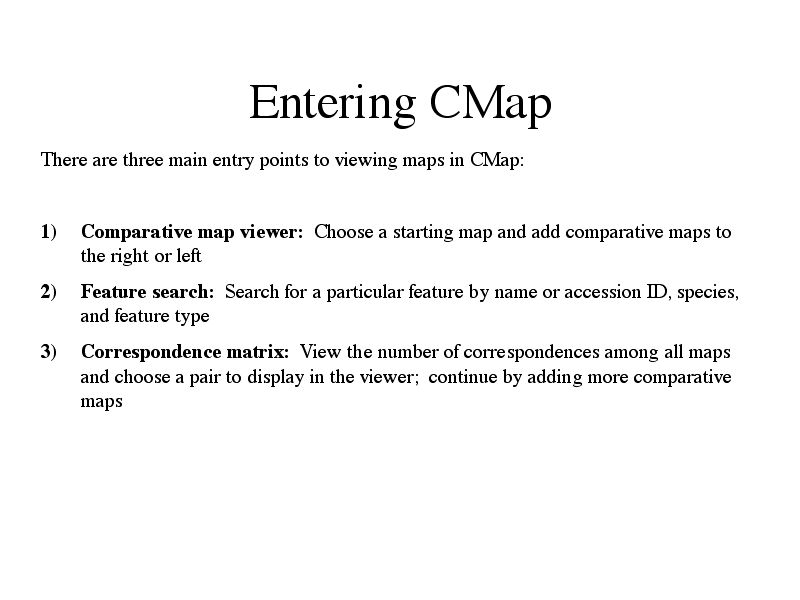 Entering CMap
There are three main entry points to viewing maps in CMap:
1) Comparative map viewer: Choose a starting map and add comparative maps to
the right or left
2) Feature search: Search for a particular feature by name or accession ID, species,
and feature type
3) Correspondence matrix: View the number of correspondences among all maps
and choose a pair to display in the viewer; continue by adding more comparative
maps